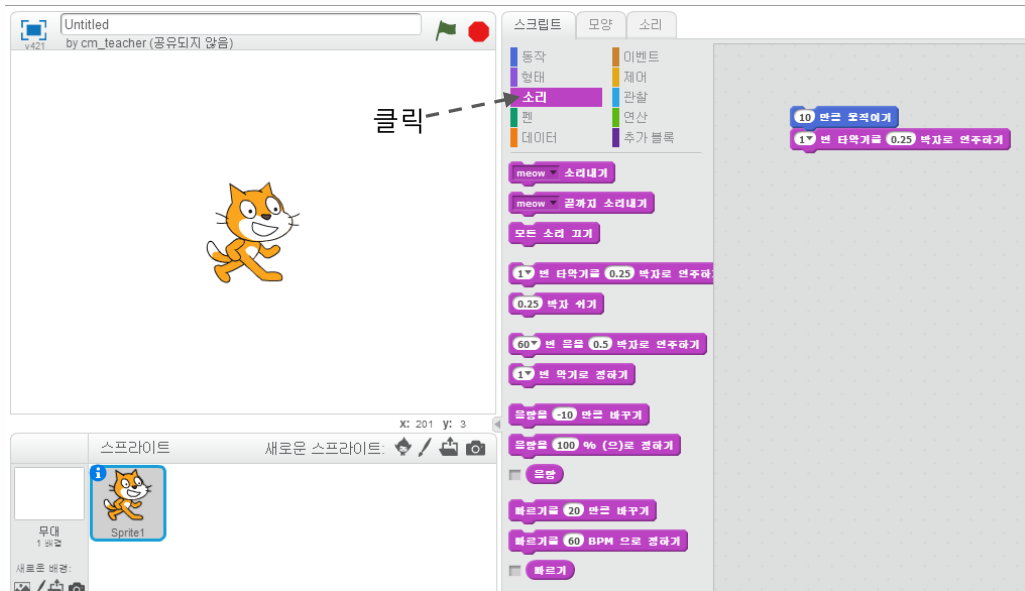 Untitled
v421 by cm_teacher (공유되지 않음)
클릭
x: 201 y: 3
스프라이트 새로운 스프라이트:
Sprite1
무대
1 배경
새로운 배경:
스크립트 모양 소리
동작 이벤트
형태 제어
소리 관찰
펜 연산
데이터 추가 블록
meow 소리내기
meow 끝까지 소리내기
모든 소리 끄기
1 번 타악기를 0.25 박자로 연주하기
0.25 박자 쉬기
60 번 음을 0.5 박자로 연주하기
1 번 악기로 정하기
음량을 -10 만큼 바꾸기
음량을 100 % (으)로 정하기
음량
빠르기를 20 만큼 바꾸기
빠르기를 60 BPM 으로 정하기
빠르기
10 만큼 움직이기
1 번 타악기를 0.25 박자로 연주하기